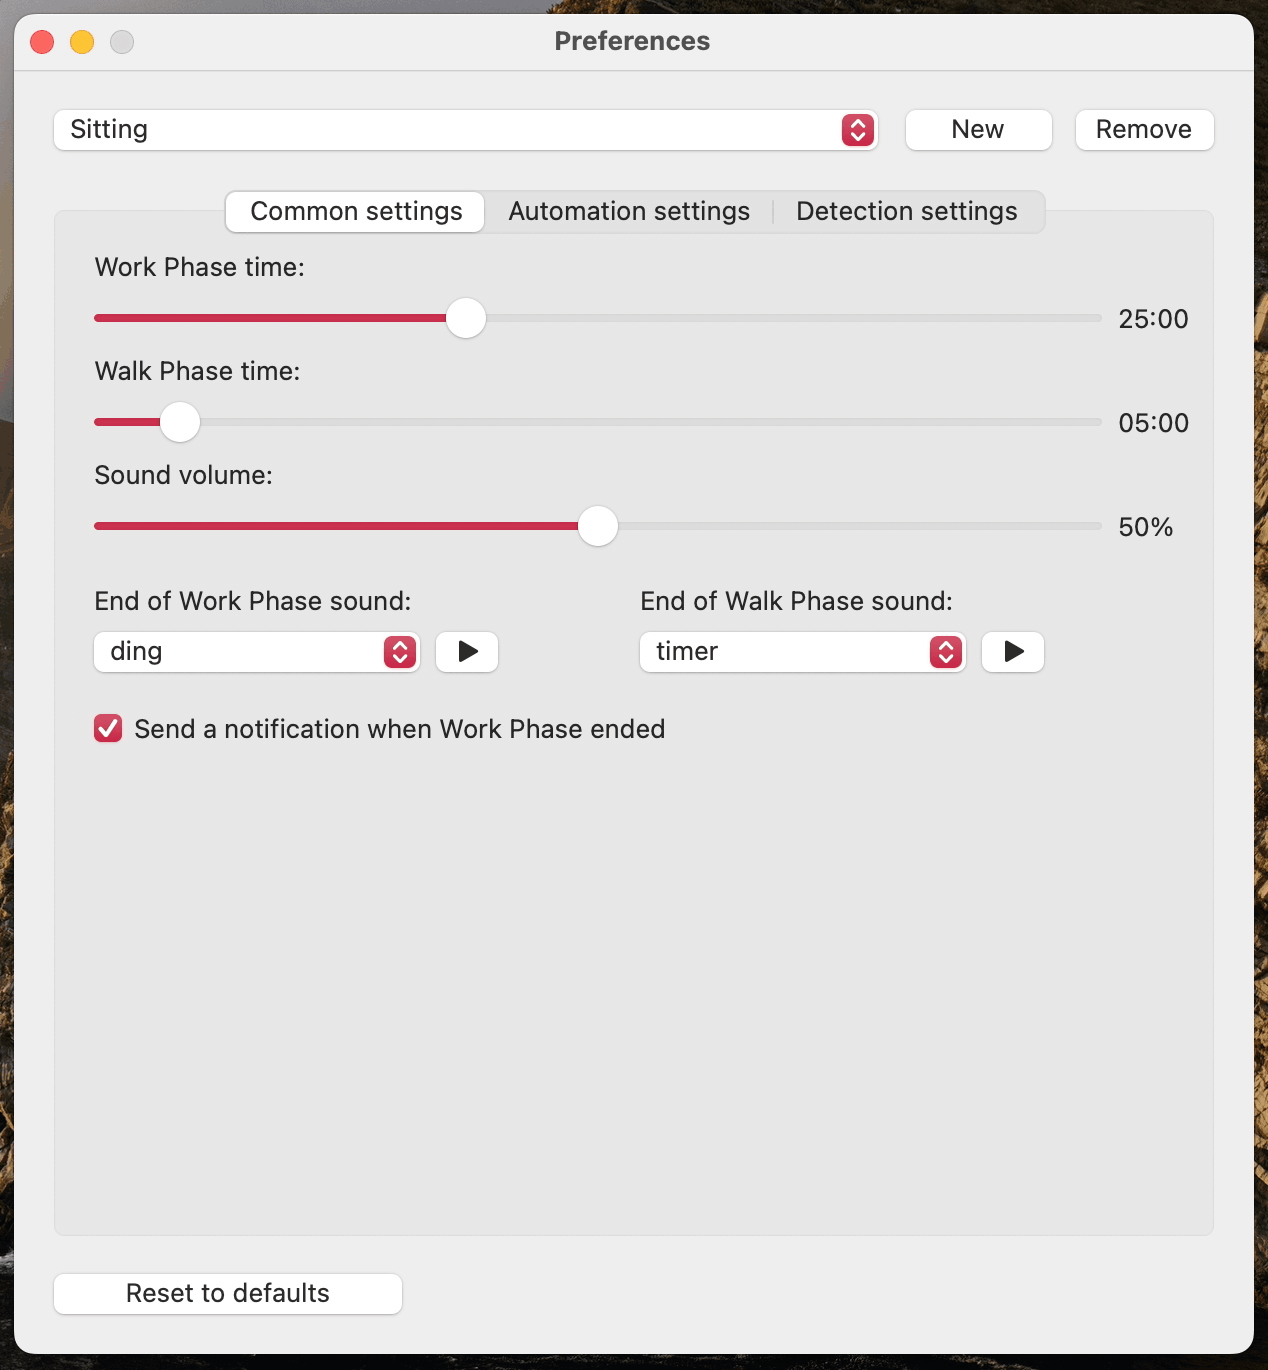 Preferences
Sitting New Remove
Common settings Automation settings Detection settings
Work Phase time:
25:00
Walk Phase time:
05:00
Sound volume:
50%
End of Work Phase sound: End of Walk Phase sound:
ding timer
Send a notification when Work Phase ended
Reset to defaults